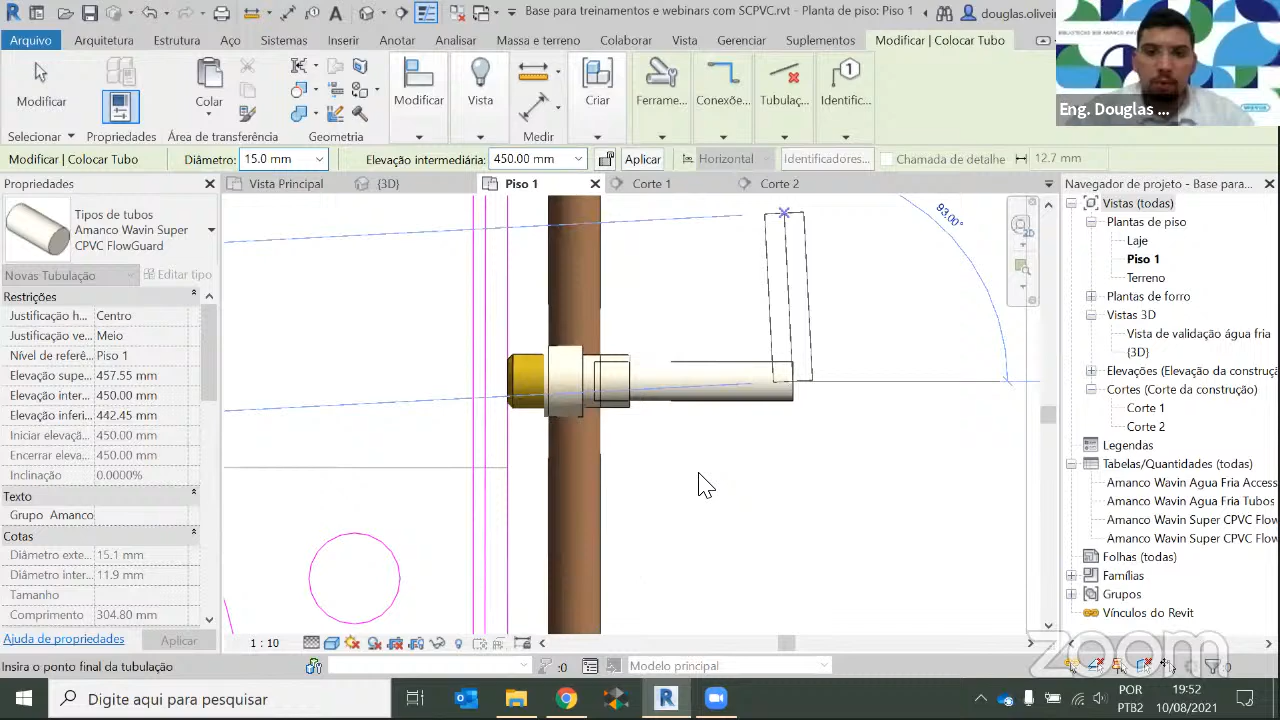 Base para treinamentos e webinars com SCPVC.rvt - Planta de piso: Piso 1
douglas.oliveir
Arquivo
Arquitetura
Estrutura
Aço
Sistemas
Inser
Massa e ter
Colabora
Vista
Gerenciar
Suplem
Modificar | Colocar Tubo
Eng. Douglas ...
Modificar
Colar
Modificar
Vista
Criar
Ferrame...
Conexõe...
Tubulaç...
Identific...
Selecionar
Propriedades
Área de transferência
Geometria
Medir
Modificar | Colocar Tubo
Diâmetro:
15.0 mm
Elevação intermediária:
450.00 mm
Aplicar
Horizontal
Identificadores...
Chamada de detalhe
12.7 mm
Propriedades
Vista Principal
{3D}
Piso 1
Corte 1
Corte 2
Navegador de projeto - Base para...
Tipos de tubos
Amanco Wavin Super
CPVC FlowGuard
Novas Tubulação
Editar tipo
Restrições
Justificação h...
Centro
Justificação ve...
Meio
Nível de referê...
Piso 1
Elevação supe...
457.55 mm
Elevação inter...
450.00 mm
Elevação inferi...
442.45 mm
Iniciar elevaçã...
450.00 mm
Encerrar eleva...
450.00 mm
Inclinação
0.0000%
Texto
Grupo Amanco
Cotas
Diâmetro exte...
15.1 mm
Diâmetro inter...
11.9 mm
Tamanho
Comprimento
304.80 mm
Ajuda de propriedades
Aplicar
93.00°
Vistas (todas)
Plantas de piso
Laje
Piso 1
Terreno
Plantas de forro
Vistas 3D
Vista de validação água fria
{3D}
Elevações (Elevação da construçã
Cortes (Corte da construção)
Corte 1
Corte 2
Legendas
Tabelas/Quantidades (todas)
Amanco Wavin Agua Fria Access
Amanco Wavin Agua Fria Tubos
Amanco Wavin Super CPVC Flow
Amanco Wavin Super CPVC Flow
Folhas (todas)
Famílias
Grupos
Vínculos do Revit
1 : 10
zoom
Insira o ponto final da tubulação
:0
Modelo principal
:0
Digite aqui para pesquisar
POR
PTB2
19:52
10/08/2021